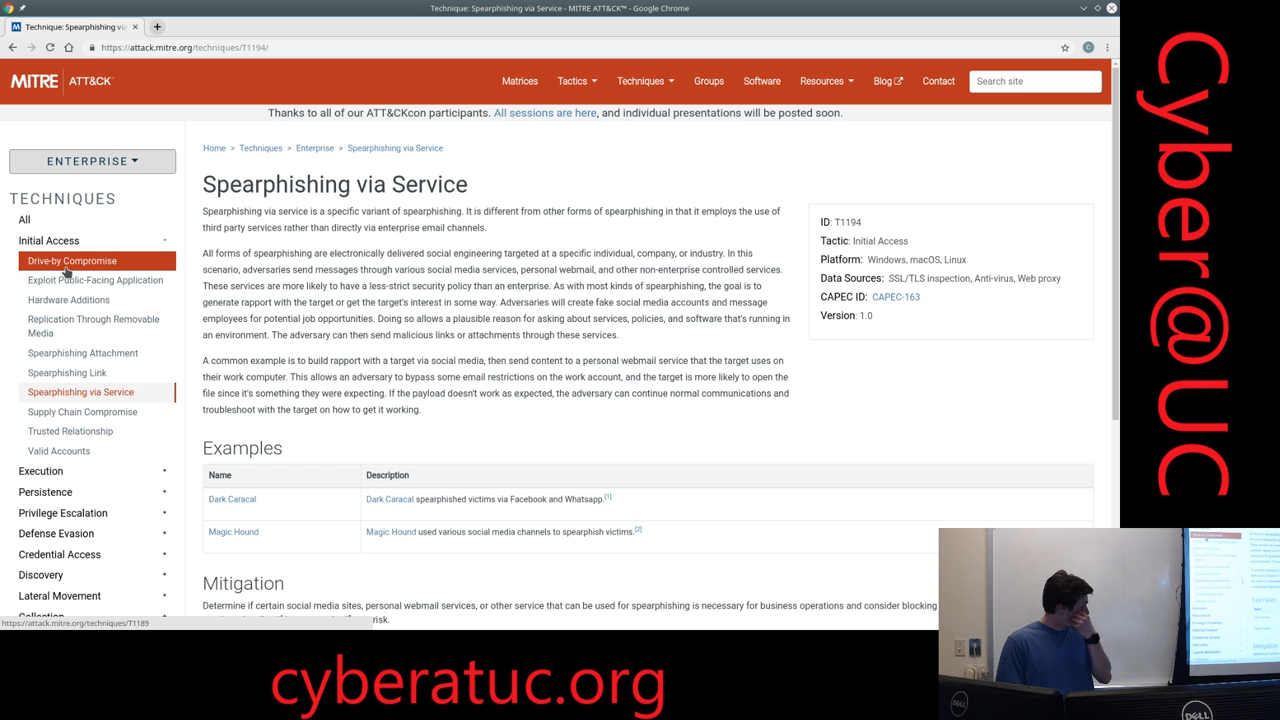 Technique: Spearphishing via Service - MITRE ATT&CK™ - Google Chrome
Technique: Spearphishing vi
https://attack.mitre.org/techniques/T1194/
C
MITRE | ATT&CK™
Matrices Tactics Techniques Groups Software Resources Blog Contact Search site
Thanks to all of our ATT&CKcon participants. All sessions are here, and individual presentations will be posted soon.
ENTERPRISE
TECHNIQUES
All
Initial Access -
Drive-by Compromise
Exploit Public-Facing Application
Hardware Additions
Replication Through Removable
Media
Spearphishing Attachment
Spearphishing Link
Spearphishing via Service
Supply Chain Compromise
Trusted Relationship
Valid Accounts
Execution +
Persistence +
Privilege Escalation +
Defense Evasion +
Credential Access +
Discovery +
Lateral Movement +
Collection
https://attack.mitre.org/techniques/T1189
Home > Techniques > Enterprise > Spearphishing via Service
Spearphishing via Service
Spearphishing via service is a specific variant of spearphishing. It is different from other forms of spearphishing in that it employs the use of
third party services rather than directly via enterprise email channels.
All forms of spearphishing are electronically delivered social engineering targeted at a specific individual, company, or industry. In this
scenario, adversaries send messages through various social media services, personal webmail, and other non-enterprise controlled services.
These services are more likely to have a less-strict security policy than an enterprise. As with most kinds of spearphishing, the goal is to
generate rapport with the target or get the target's interest in some way. Adversaries will create fake social media accounts and message
employees for potential job opportunities. Doing so allows a plausible reason for asking about services, policies, and software that's running in
an environment. The adversary can then send malicious links or attachments through these services.
A common example is to build rapport with a target via social media, then send content to a personal webmail service that the target uses on
their work computer. This allows an adversary to bypass some email restrictions on the work account, and the target is more likely to open the
file since it's something they were expecting. If the payload doesn't work as expected, the adversary can continue normal communications and
troubleshoot with the target on how to get it working.
ID: T1194
Tactic: Initial Access
Platform: Windows, macOS, Linux
Data Sources: SSL/TLS inspection, Anti-virus, Web proxy
CAPEC ID: CAPEC-163
Version: 1.0
Examples
Name Description
Dark Caracal Dark Caracal spearphished victims via Facebook and Whatsapp.[1]
Magic Hound Magic Hound used various social media channels to spearphish victims.[2]
Mitigation
Determine if certain social media sites, personal webmail services, or other service that can be used for spearphishing is necessary for business operations and consider blocking
risk.
Cyber@UC
cyberatuc.org
DELL
DELL
Examples
Mitigation